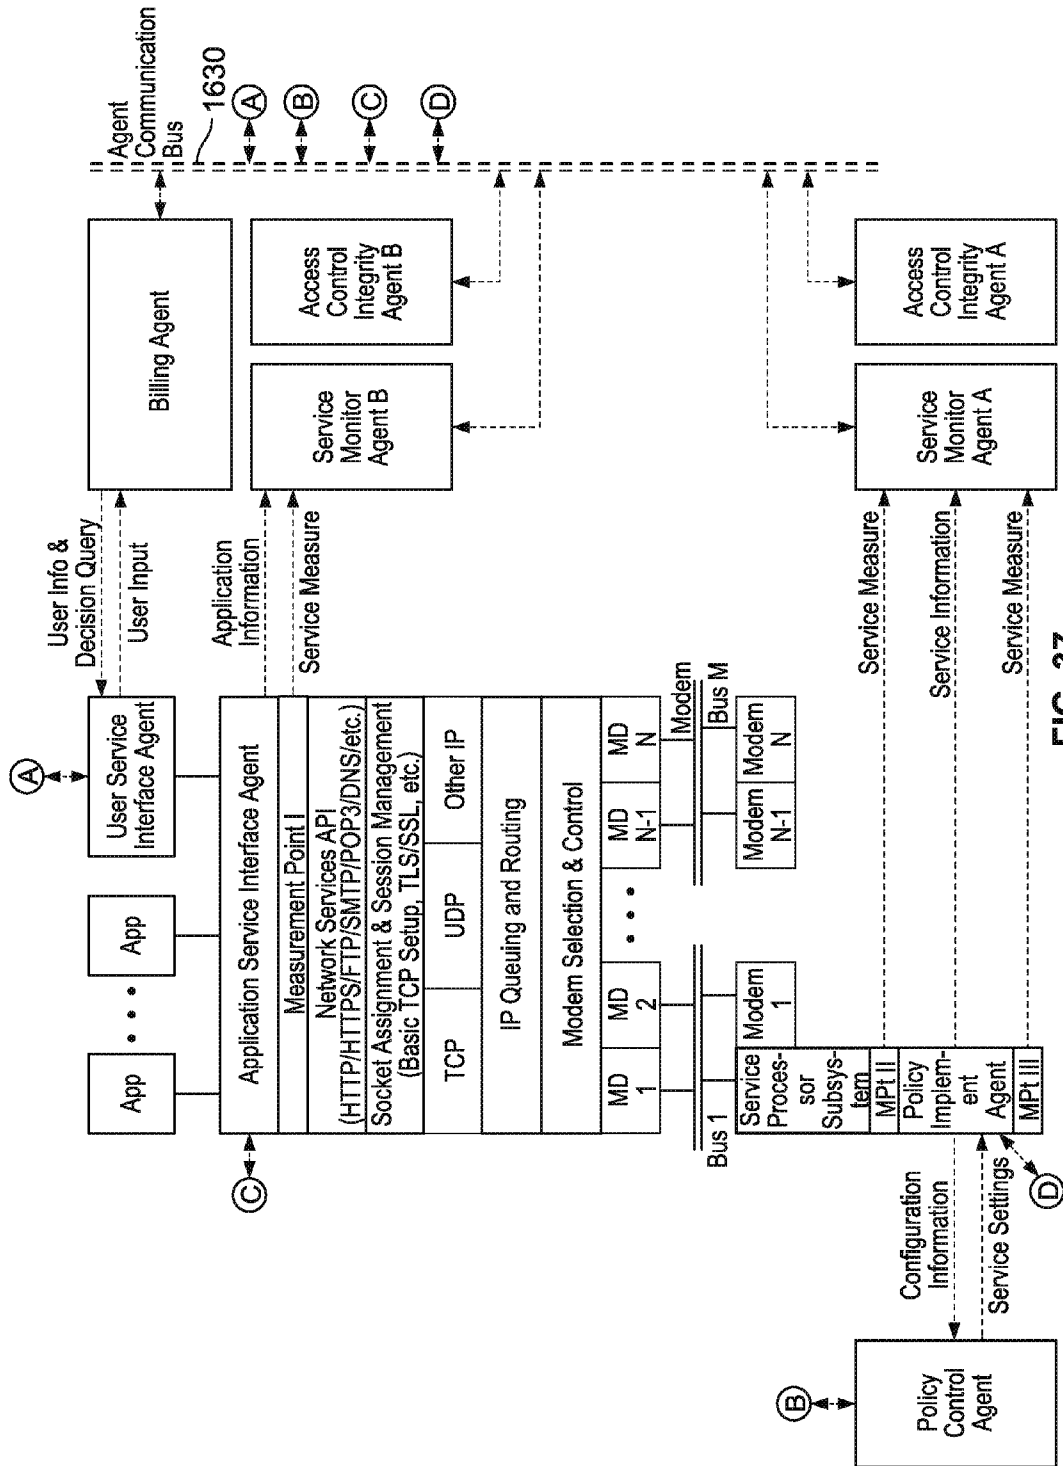 Agent
Communication
Bus
1630
A
B
C
D
Billing Agent
Access
Control
Integrity
Agent B
Service
Monitor
Agent B
Access
Control
Integrity
Agent A
Service
Monitor
Agent A
User Info &
Decision Query
User Input
Application
Information
Service Measure
Service Measure
Service Information
Service Measure
A
User Service
Interface Agent
App
App
Application Service Interface Agent
Measurement Point I
Network Services API
(HTTP/HTTPS/FTP/SMTP/POP3/DNS/etc.)
Socket Assignment & Session Management
(Basic TCP Setup, TLS/SSL, etc.)
TCP
UDP
Other IP
IP Queuing and Routing
Modem Selection & Control
MD
1
MD
2
MD
N-1
MD
N
Modem
Bus M
Bus 1
Modem
1
Modem
N-1
Modem
N
Service
Proces-
sor
Subsys-
tem
MPt II
Policy
Implem-
ent
Agent
MPt III
C
D
Configuration
Information
Service Settings
B
Policy
Control
Agent
FIG. 37